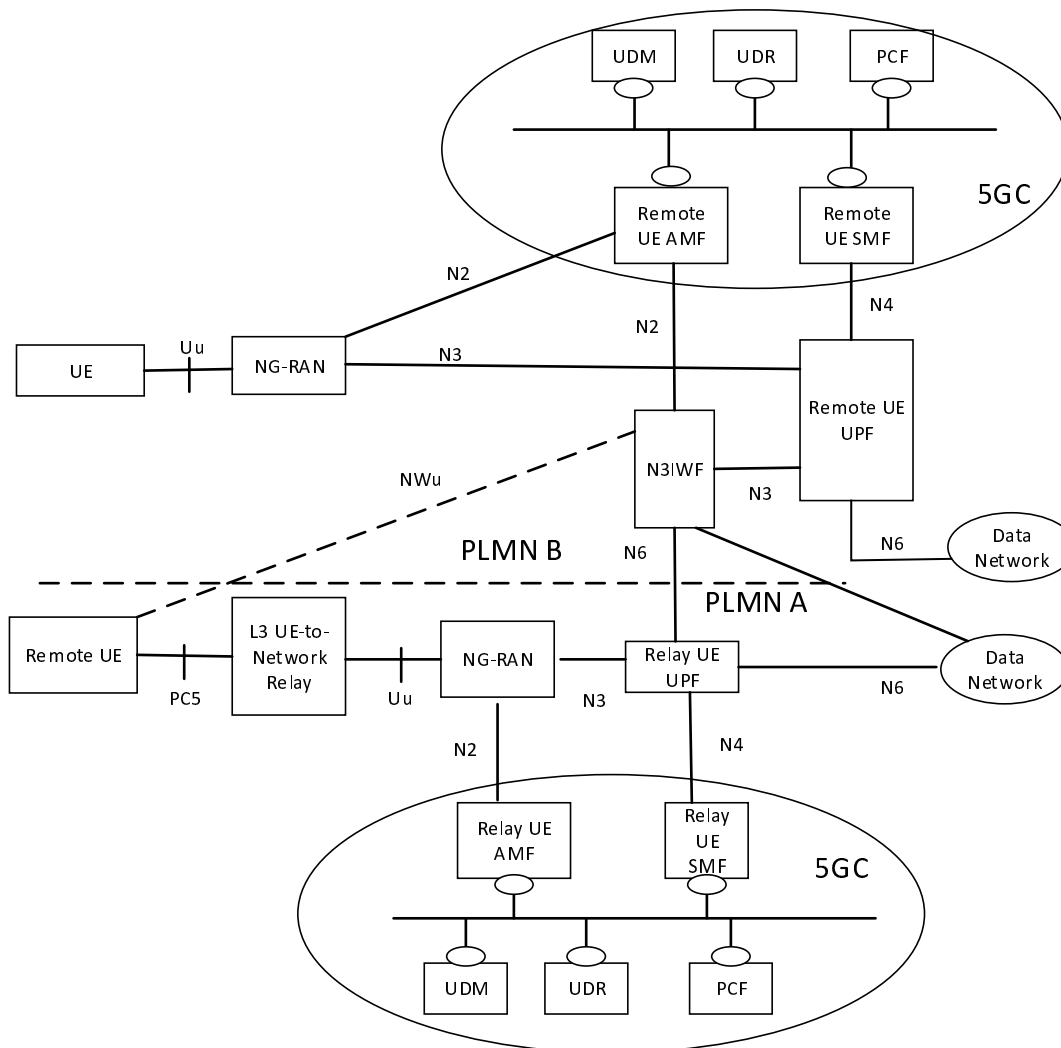 UDM
UDR
PCF
5GC
Remote
UE AMF
Remote
UE SMF
N2
N2
N4
Uu
UE
NG-RAN
N3
Remote UE
UPF
N3IWF
N3
NWu
N6
Data
Network
PLMN B
N6
PLMN A
Remote UE
PC5
L3 UE-to-
Network
Relay
Uu
NG-RAN
N3
Relay UE
UPF
N6
Data
Network
N2
N4
Relay UE
AMF
Relay
UE
SMF
5GC
UDM
UDR
PCF